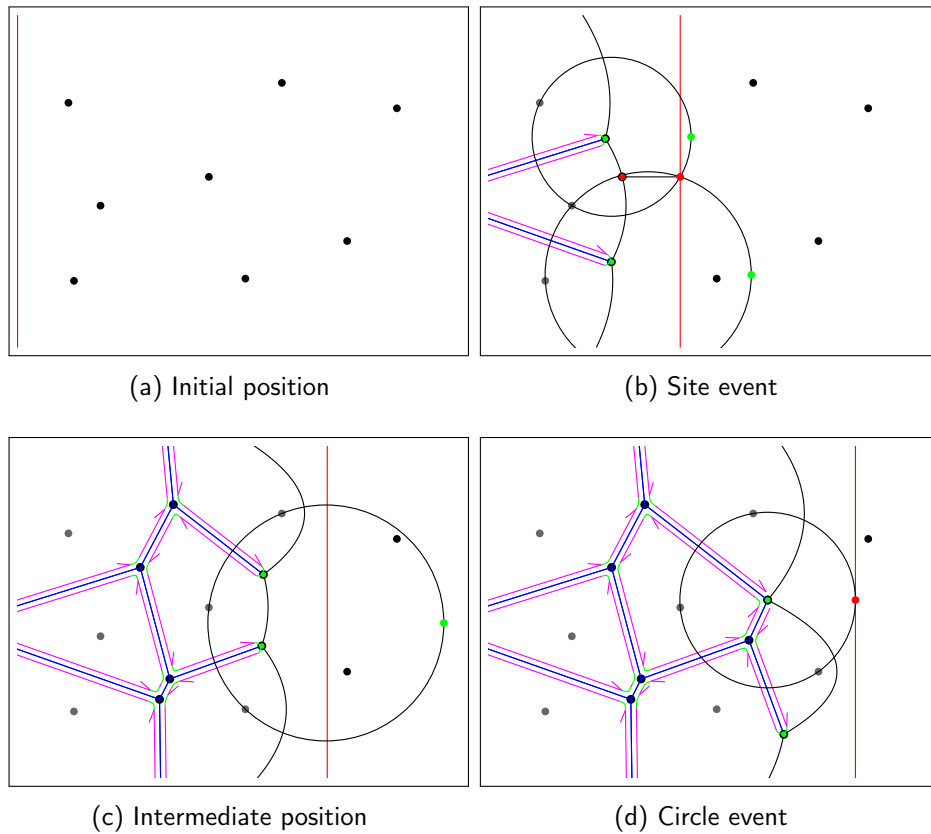 (a) Initial position
(b) Site event
(c) Intermediate position
(d) Circle event